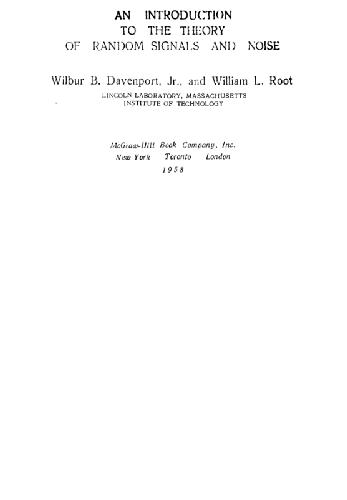 AN INTRODUCTION
TO THE THEORY
OF RANDOM SIGNALS AND NOISE
Wilbur B. Davenport, Jr., and William L. Root
LINCOLN LABORATORY, MASSACHUSETTS
INSTITUTE OF TECHNOLOGY
McGraw-Hill Book Company, Inc.
New York Toronto London
1958